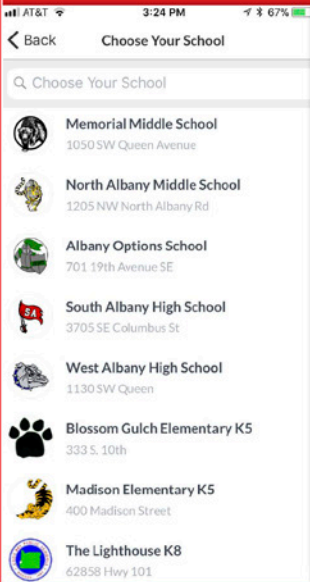 AT&T 3:24 PM 67%
Back Choose Your School
Choose Your School
Memorial Middle School
1050 SW Queen Avenue
North Albany Middle School
1205 NW North Albany Rd
Albany Options School
701 19th Avenue SE
SA
South Albany High School
3705 SE Columbus St
West Albany High School
1130 SW Queen
Blossom Gulch Elementary K5
333 S. 10th
Madison Elementary K5
400 Madison Street
The Lighthouse K8
62858 Hwy 101